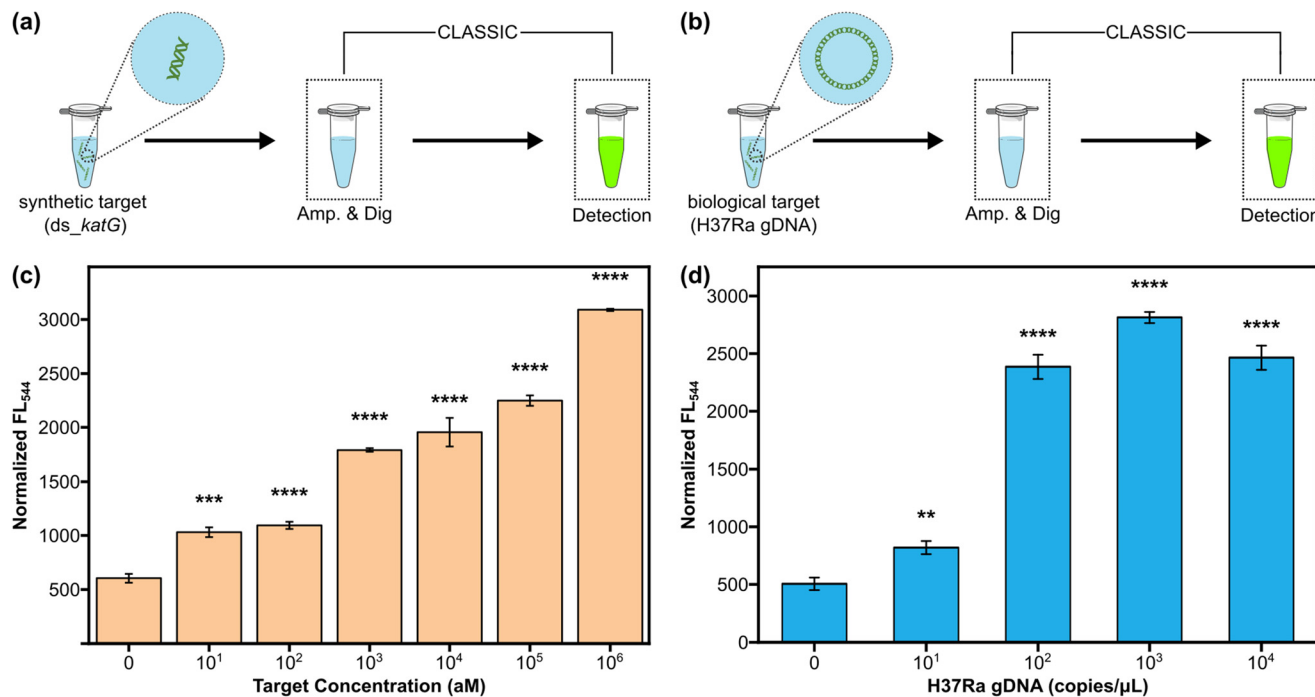 (a)
CLASSIC
synthetic target
(ds_katG)
Amp. & Dig
Detection
(b)
CLASSIC
biological target
(H37Ra gDNA)
Amp. & Dig
Detection
(c)
Normalized FL₅₄₄
3000
2500
2000
1500
1000
500
***
****
****
****
****
****
0
10¹
10²
10³
10⁴
10⁵
10⁶
Target Concentration (aM)
(d)
Normalized FL₅₄₄
3000
2500
2000
1500
1000
500
0
**
****
****
****
0
10¹
10²
10³
10⁴
H37Ra gDNA (copies/µL)